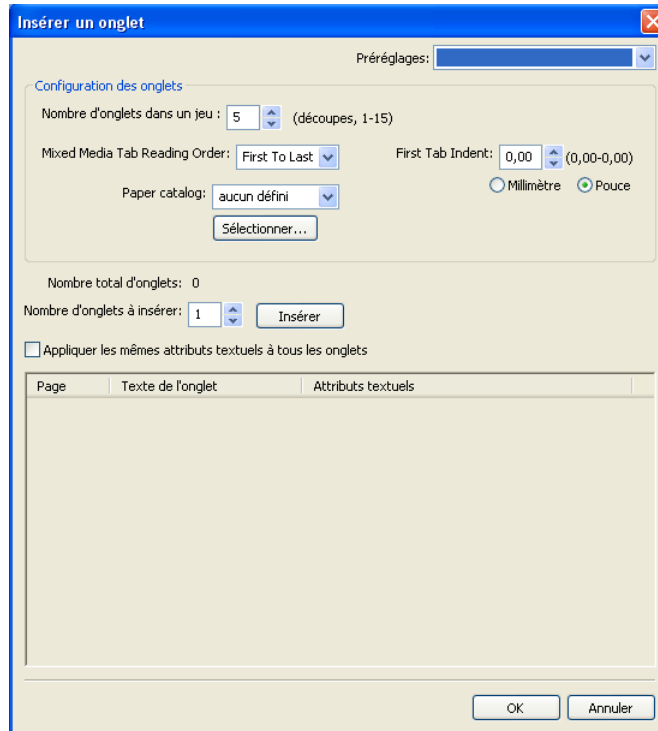 Insérer un onglet
Préréglages:
Configuration des onglets
Nombre d'onglets dans un jeu : 5 (découpes, 1-15)
Mixed Media Tab Reading Order: First To Last First Tab Indent: 0,00 (0,00-0,00)
Millimètre Pouce
Paper catalog: aucun défini
Sélectionner...
Nombre total d'onglets: 0
Nombre d'onglets à insérer: 1 Insérer
Appliquer les mêmes attributs textuels à tous les onglets
Page Texte de l'onglet Attributs textuels
OK Annuler